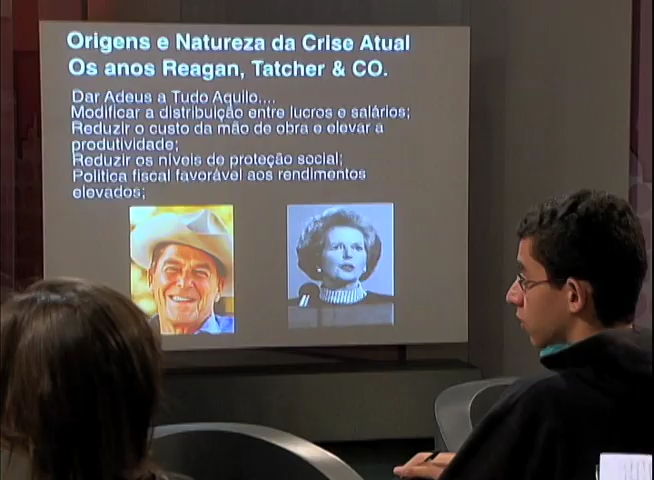 Origens e Natureza da Crise Atual
Os anos Reagan, Tatcher & CO.
Dar Adeus a Tudo Aquilo....
Modificar a distribuição entre lucros e salários;
Reduzir o custo da mão de obra e elevar a
produtividade;
Reduzir os níveis de proteção social;
Politica fiscal favorável aos rendimentos
elevados;